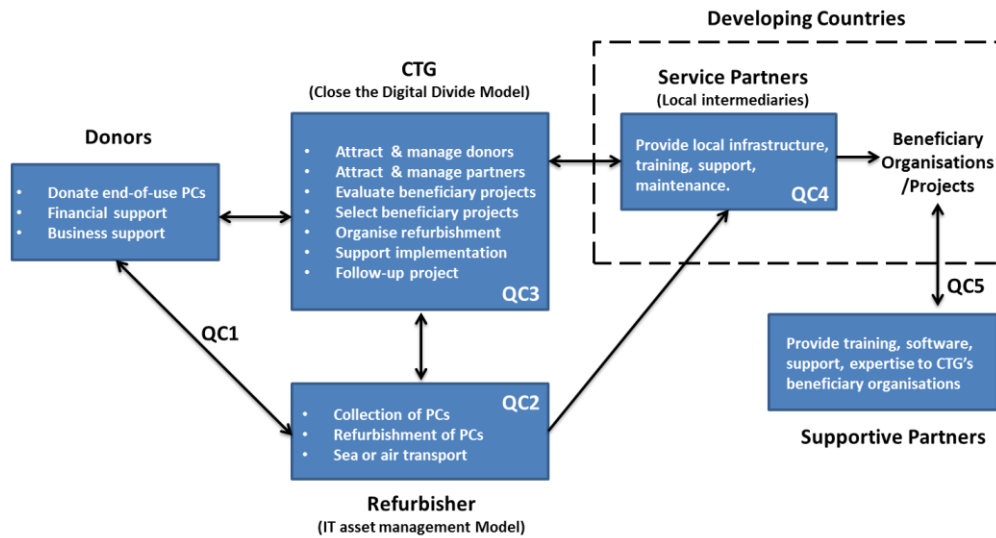 Developing Countries
CTG
(Close the Digital Divide Model)
Service Partners
(Local intermediaries)
Donors
• Donate end-of-use PCs
• Financial support
• Business support
• Attract & manage donors
• Attract & manage partners
• Evaluate beneficiary projects
• Select beneficiary projects
• Organise refurbishment
• Support implementation
• Follow-up project
QC3
Provide local infrastructure,
training, support,
maintenance.
QC4
Beneficiary
Organisations
/Projects
QC1
QC5
QC2
• Collection of PCs
• Refurbishment of PCs
• Sea or air transport
Refurbisher
(IT asset management Model)
Provide training, software,
support, expertise to CTG's
beneficiary organisations
Supportive Partners